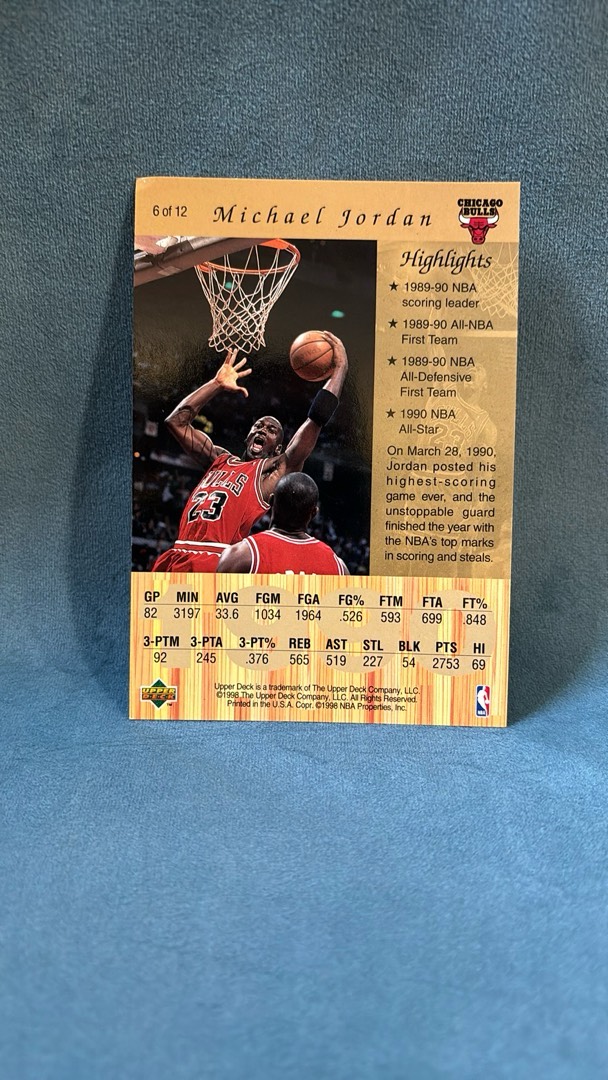 6 of 12 Michael Jordan CHICAGO BULLS
Highlights
★ 1989-90 NBA
scoring leader
★ 1989-90 All-NBA
First Team
★ 1989-90 NBA
All-Defensive
First Team
★ 1990 NBA
All-Star
On March 28, 1990,
Jordan posted his
highest-scoring
game ever, and the
unstoppable guard
finished the year with
the NBA's top marks
in scoring and steals.
BULLS
23
GP MIN AVG FGM FGA FG% FTM FTA FT%
82 3197 33.6 1034 1964 .526 593 699 .848
3-PTM 3-PTA 3-PT% REB AST STL BLK PTS HI
92 245 .376 565 519 227 54 2753 69
UPPER DECK ™
Upper Deck is a trademark of The Upper Deck Company, LLC.
©1998 The Upper Deck Company, LLC. All Rights Reserved.
Printed in the U.S.A. Copr. ©1998 NBA Properties, Inc.
NBA